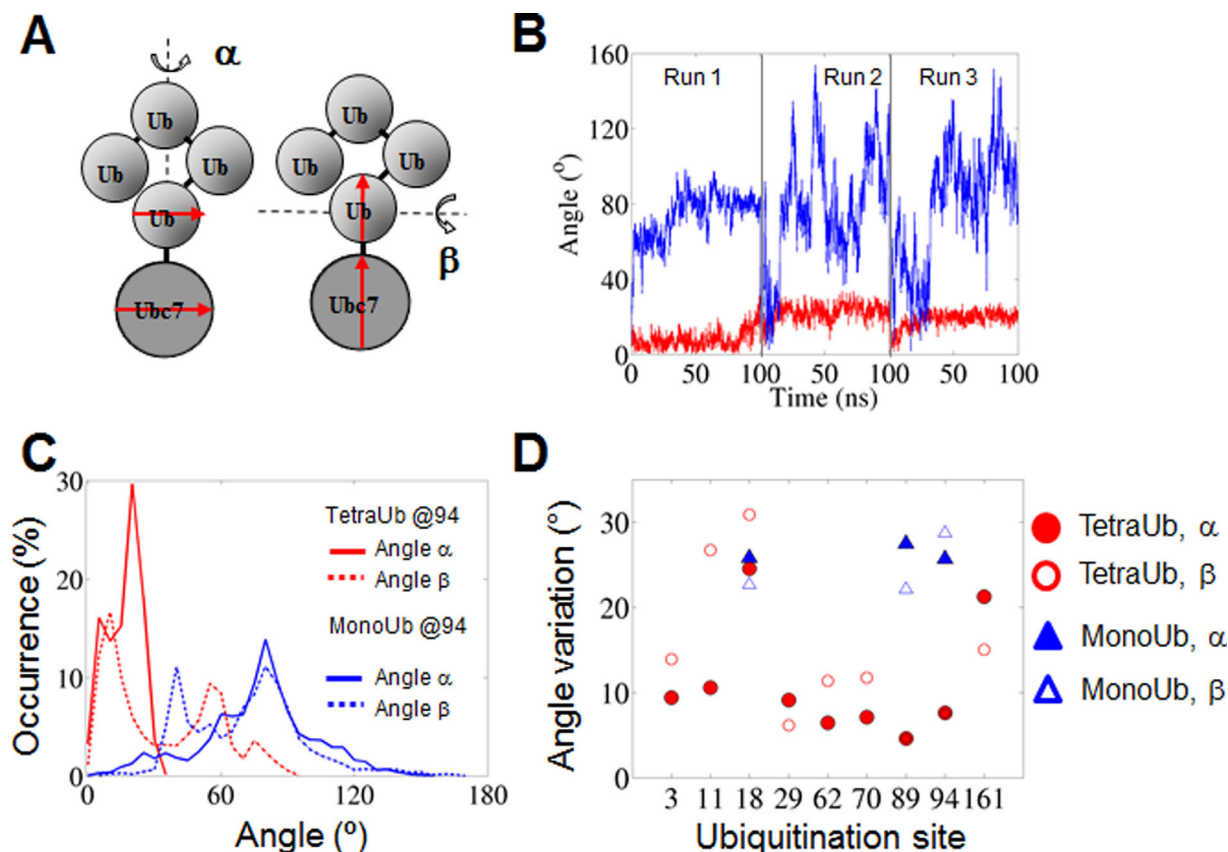 A
α
Ub
Ub
Ub
Ub
Ubc7
Ub
Ub
Ub
Ub
β
Ubc7
B
160
120
80
40
0
Angle (°)
Run 1
Run 2
Run 3
0
50
100
50
100
50
100
Time (ns)
C
30
20
10
0
Occurrence (%)
TetraUb @94
Angle α
Angle β
MonoUb @94
Angle α
Angle β
0
60
120
180
Angle (º)
D
30
20
10
0
Angle variation (°)
3 11 18 29 62 70 89 94 161
Ubiquitination site
TetraUb, α
TetraUb, β
MonoUb, α
MonoUb, β